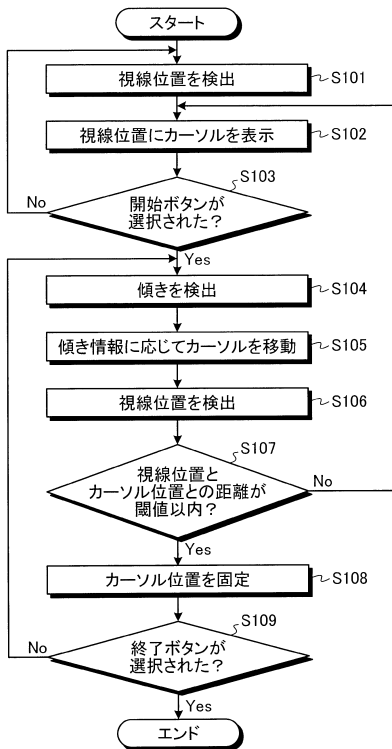 スタート
視線位置を検出 S101
視線位置にカーソルを表示 S102
S103
開始ボタンが
選択された？
No
Yes
傾きを検出 S104
傾き情報に応じてカーソルを移動 S105
視線位置を検出 S106
S107
視線位置と
カーソル位置との距離が
閾値以内？
No
Yes
カーソル位置を固定 S108
S109
終了ボタンが
選択された？
No
Yes
エンド